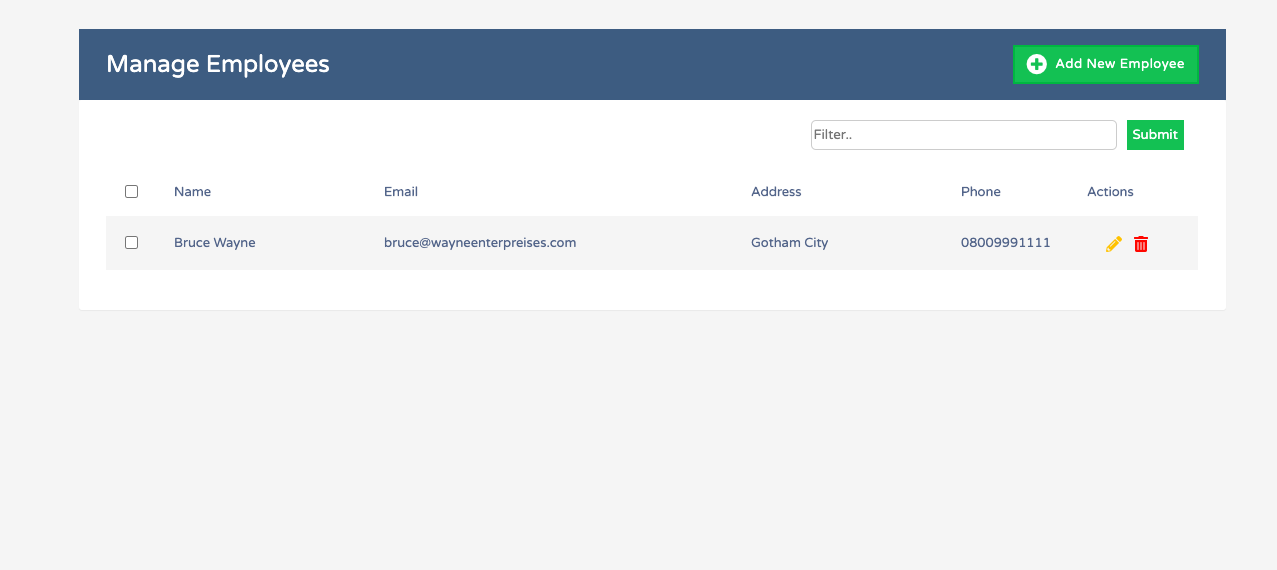 Manage Employees
Add New Employee
Filter..
Submit
Name Email Address Phone Actions
Bruce Wayne bruce@wayneenterpreises.com Gotham City 08009991111